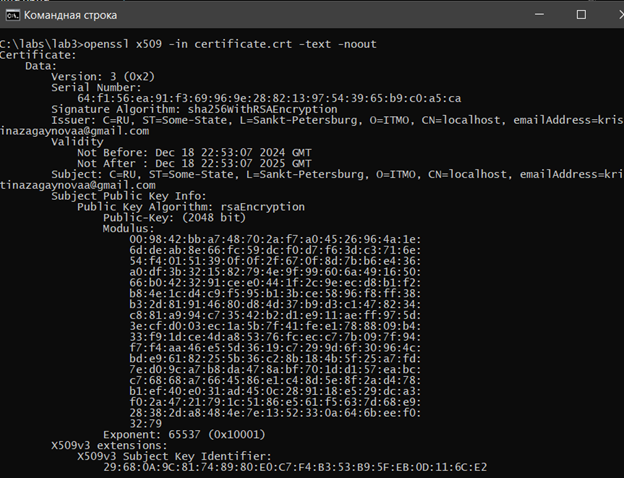 Командная строка
C:\labs\lab3>openssl x509 -in certificate.crt -text -noout
Certificate:
    Data:
        Version: 3 (0x2)
        Serial Number:
            64:f1:56:ea:91:f3:69:96:9e:28:82:13:97:54:39:65:b9:c0:a5:ca
        Signature Algorithm: sha256WithRSAEncryption
        Issuer: C=RU, ST=Some-State, L=Sankt-Petersburg, O=ITMO, CN=localhost, emailAddress=kris
inazagaynovaa@gmail.com
        Validity
            Not Before: Dec 18 22:53:07 2024 GMT
            Not After : Dec 18 22:53:07 2025 GMT
        Subject: C=RU, ST=Some-State, L=Sankt-Petersburg, O=ITMO, CN=localhost, emailAddress=kri
tinazagaynovaa@gmail.com
        Subject Public Key Info:
            Public Key Algorithm: rsaEncryption
                Public-Key: (2048 bit)
                Modulus:
                    00:98:42:bb:a7:48:70:2a:f7:a0:45:26:96:4a:1e:
                    6d:de:ab:8e:66:fc:59:dc:f0:d7:f6:3d:c3:71:6e:
                    54:f4:01:51:39:0f:0f:2f:67:0f:8d:7b:b6:e4:36:
                    a0:df:3b:32:15:82:79:4e:9f:99:60:6a:49:16:50:
                    66:b0:42:32:91:ce:e0:44:1f:2c:9e:ec:d8:b1:f2:
                    b8:4e:1c:d4:c9:f5:95:b1:3b:ce:58:96:f8:ff:38:
                    b3:2d:81:91:46:80:d8:4d:37:b9:d3:c1:47:82:34:
                    c8:81:a9:94:c7:35:42:b2:d1:e9:11:ae:ff:97:5d:
                    3e:cf:d0:03:ec:1a:5b:7f:41:fe:e1:78:88:09:b4:
                    33:f9:1d:ce:4d:a8:53:76:fc:ec:c7:7b:09:7f:94:
                    f7:f4:aa:46:e5:5d:36:19:c7:29:9d:6f:30:96:4c:
                    bd:e9:61:82:25:5b:36:c2:8b:18:4b:5f:25:a7:fd:
                    7e:d0:9c:a7:b8:da:47:8a:bf:70:1d:d1:57:ea:bc:
                    c7:68:68:a7:66:45:86:e1:c4:8d:5e:8f:2a:d4:78:
                    b1:ef:40:e0:31:ad:45:0c:28:91:18:e5:29:dc:a3:
                    f0:2a:47:21:79:1c:51:86:e5:61:f5:63:7d:68:e9:
                    28:38:2d:a8:48:4e:7e:13:52:33:0a:64:6b:ee:f0:
                    32:79
                Exponent: 65537 (0x10001)
        X509v3 extensions:
            X509v3 Subject Key Identifier:
                29:68:0A:9C:81:74:89:80:E0:C7:F4:B3:53:B9:5F:EB:0D:11:6C:E2